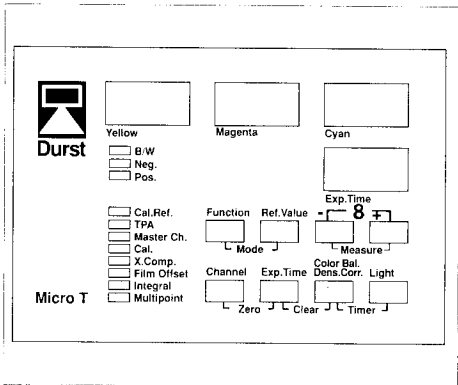 Durst
Yellow
Magenta
Cyan
B/W
Neg.
Pos.
Exp.Time
Cal.Ref.
TPA
Master Ch.
Cal.
X.Comp.
Film Offset
Integral
Multipoint
Function
Ref.Value
- 8 +
Mode
Measure
Channel
Exp.Time
Color Bal.
Dens.Corr.
Light
Zero
Clear
Timer
Micro T